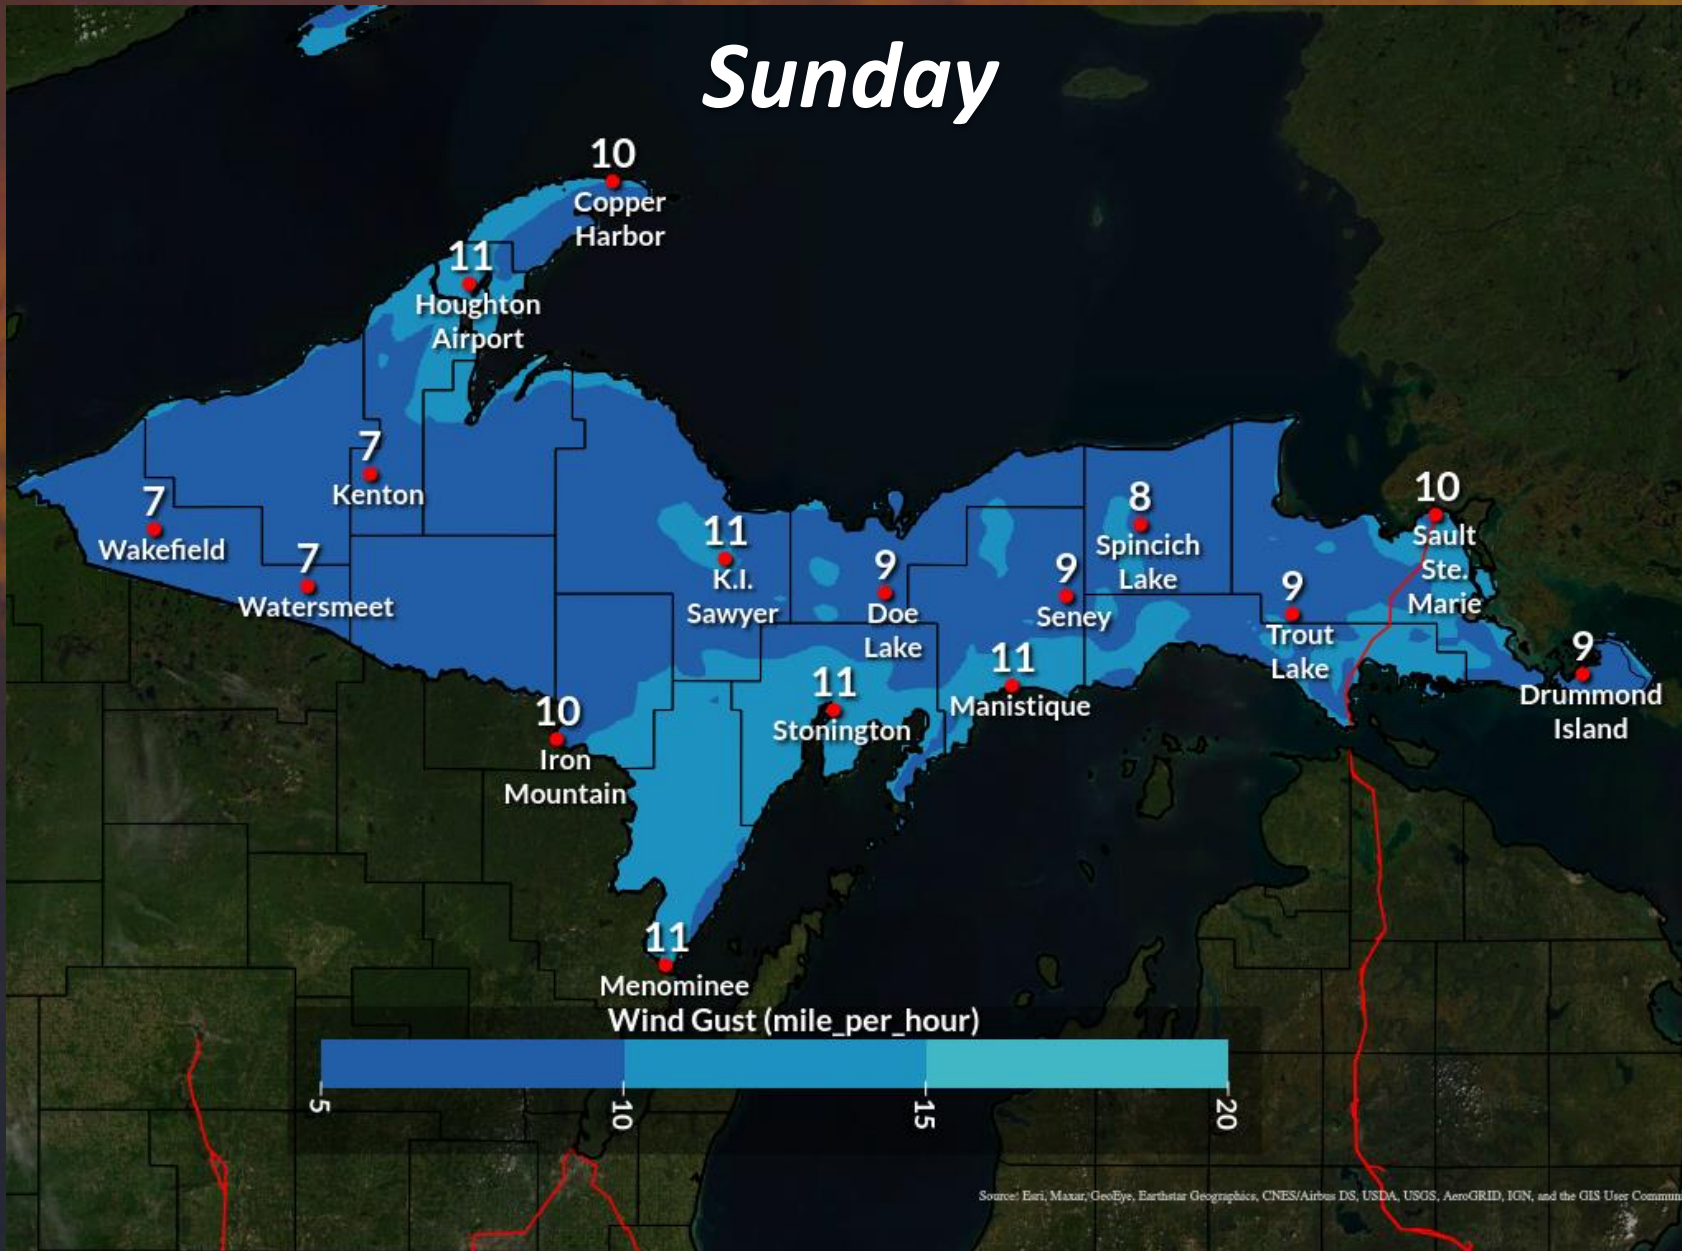 Sunday
10
Copper
Harbor
11
Houghton
Airport
7
Kenton
7
Wakefield
7
Watersmeet
11
K.I.
Sawyer
9
Doe
Lake
9
Seney
8
Spincich
Lake
10
Sault
Ste.
Marie
9
Trout
Lake
9
Drummond
Island
11
Manistique
11
Stonington
10
Iron
Mountain
11
Menominee
Wind Gust (mile_per_hour)
5
10
15
20
Source: Esri, Maxar, GeoEye, Earthstar Geographics, CNES/Airbus DS, USDA, USGS, AeroGRID, IGN, and the GIS User Commun